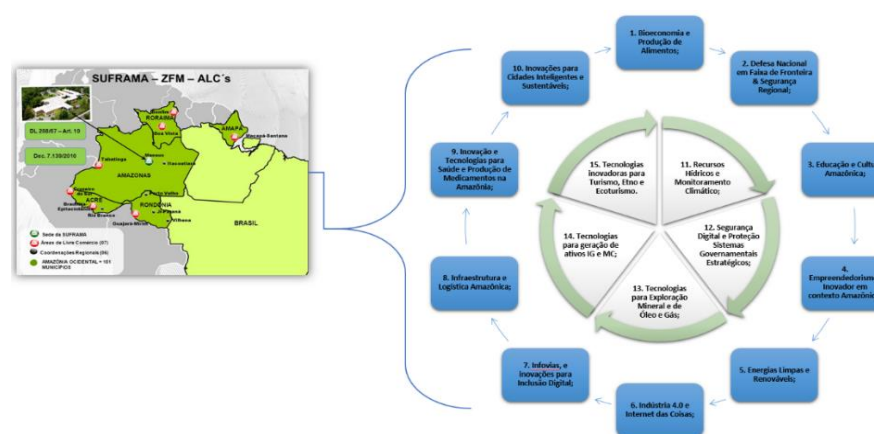 SUFRAMA – ZFM – ALC´s
DL 288/67 – Art. 10
Dec. 7.139/2010
RORAIMA
Boa Vista
AMAPÁ
Macapá-Santana
Manaus
Itacoatiara
Tabatinga
AMAZONAS
Porto Velho
ACRE
Rio Branco
RONDÔNIA
Ji-Paraná
Vilhena
Guajará-Mirim
BRASIL
Sede da SUFRAMA
Áreas de Livre Comércio (07)
Coordenações Regionais
AMAZÔNIA OCIDENTAL =
MUNICÍPIOS
1. Bioeconomia e
Produção de
Alimentos;
2. Defesa Nacional
em Faixa de Fronteira
& Segurança
Regional;
3. Educação e Cultu
Amazônica;
4.
Empreendedorismo
Inovador em
contexto Amazônic
5. Energias Limpas e
Renováveis;
6. Indústria 4.0 e
Internet das Coisas;
7. Infovias, e
inovações para
Inclusão Digital;
8. Infraestrutura e
Logística Amazônica;
9. Inovação e
Tecnologias para
Saúde e Produção de
Medicamentos na
Amazônia;
10. Inovações para
Cidades Inteligentes e
Sustentáveis;
11. Recursos
Hídricos e
Monitoramento
Climático;
12. Segurança
Digital e Proteção
Sistemas
Governamentais
Estratégicos;
13. Tecnologias
para Exploração
Mineral e de
Óleo e Gás;
14. Tecnologias
para geração de
ativos IG e MC;
15. Tecnologias
inovadoras para
Turismo, Etno e
Ecoturismo.